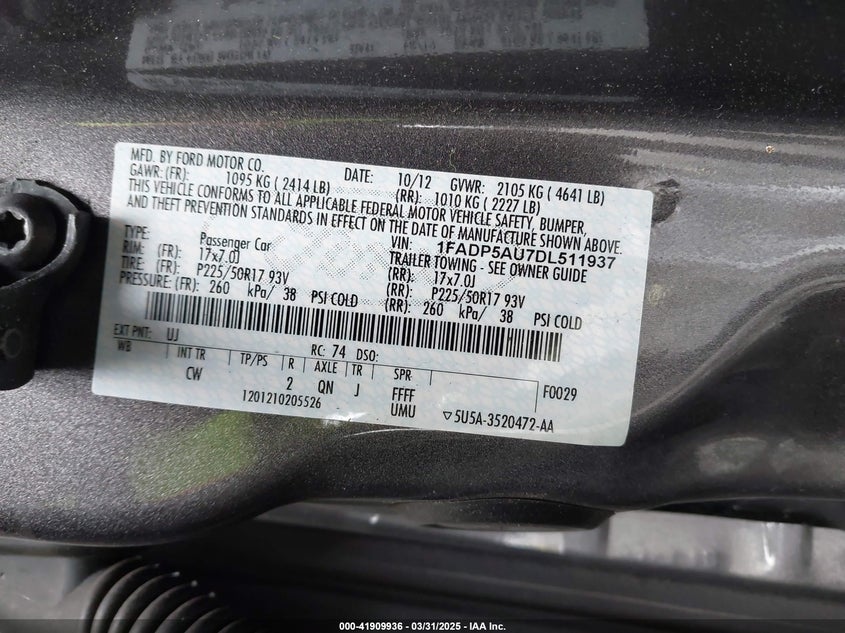 MFD. BY FORD MOTOR CO.
DATE: 10/12 GVWR: 2105 KG ( 4641 LB)
GAWR: (FR): 1095 KG ( 2414 LB) (RR): 1010 KG ( 2227 LB)
THIS VEHICLE CONFORMS TO ALL APPLICABLE FEDERAL MOTOR VEHICLE SAFETY, BUMPER,
AND THEFT PREVENTION STANDARDS IN EFFECT ON THE DATE OF MANUFACTURE SHOWN ABOVE.
VIN: 1FADP5AU7DL511937
TYPE: Passenger Car TRAILER TOWING - SEE OWNER GUIDE
RIM: (FR): 17x7.0J (RR): 17x7.0J
TIRE: (FR): P225/50R17 93V (RR): P225/50R17 93V
PRESSURE: (FR): 260 kPa/ 38 PSI COLD (RR): 260 kPa/ 38 PSI COLD
EXT PNT: UJ RC: 74 DSO:
WB INT TR TP/PS R AXLE TR SPR
CW 2 QN J FFFF F0029
1201210205526 UMU ▽5U5A-3520472-AA
000-41909936 - 03/31/2025 - IAA Inc.